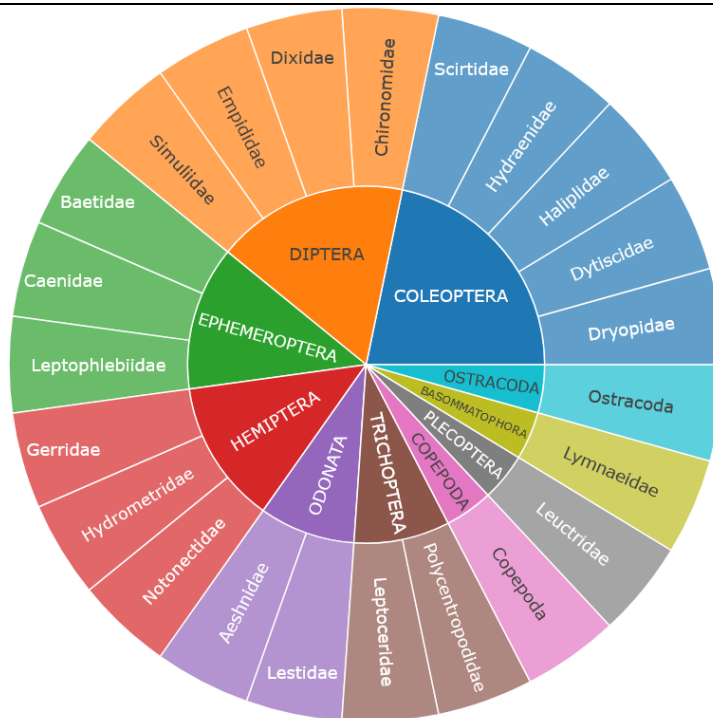 Dixidae
Chironomidae
Scirtidae
Empididae
Hydraenidae
Simuliidae
Haliplidae
Baetidae
Dytiscidae
DIPTERA
Caenidae
COLEOPTERA
EPHEMEROPTERA
Dryopidae
Leptophlebiidae
OSTRACODA
Ostracoda
HEMIPTERA
BASOMMATOPHORA
PLECOPTERA
Lymnaeidae
Gerridae
ODONATA
TRICHOPTERA
COPEPODA
Leuctridae
Hydrometridae
Notonectidae
Aeshnidae
Lestidae
Leptoceridae
Polycentropodidae
Copepoda